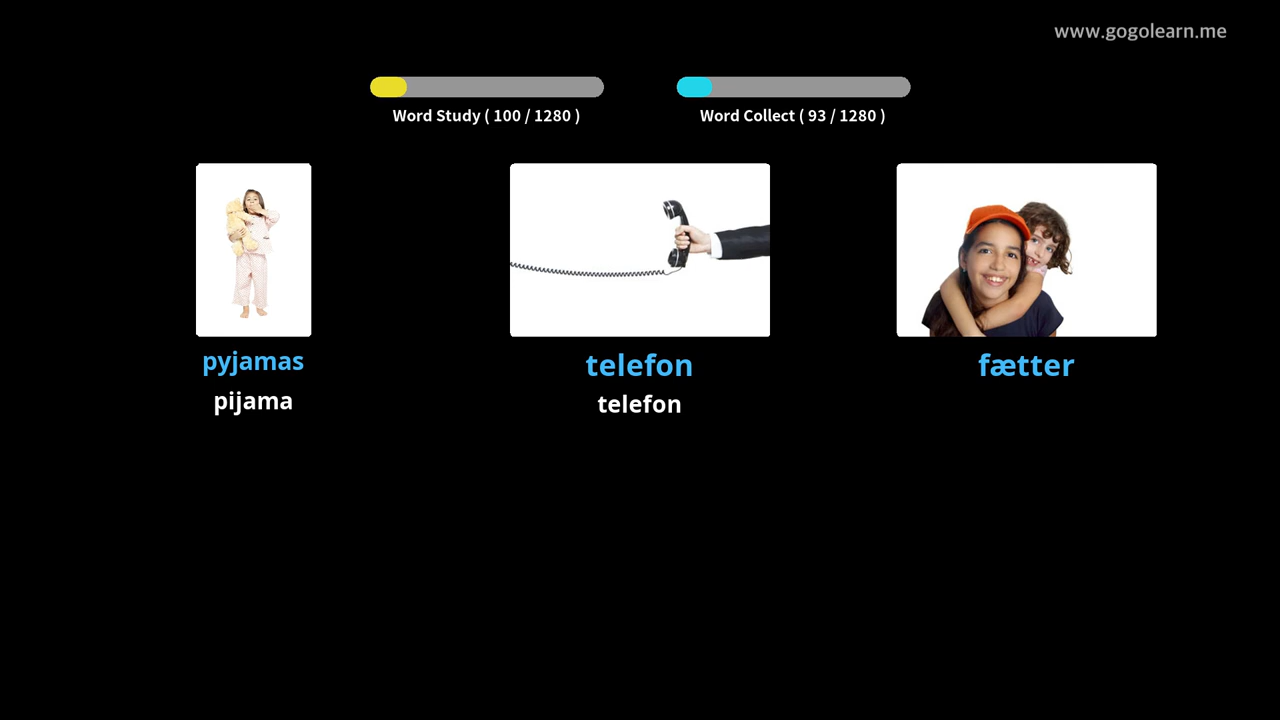 www.gogolearn.me
Word Study ( 100 / 1280 )
Word Collect ( 93 / 1280 )
pyjamas
pijama
telefon
telefon
fætter